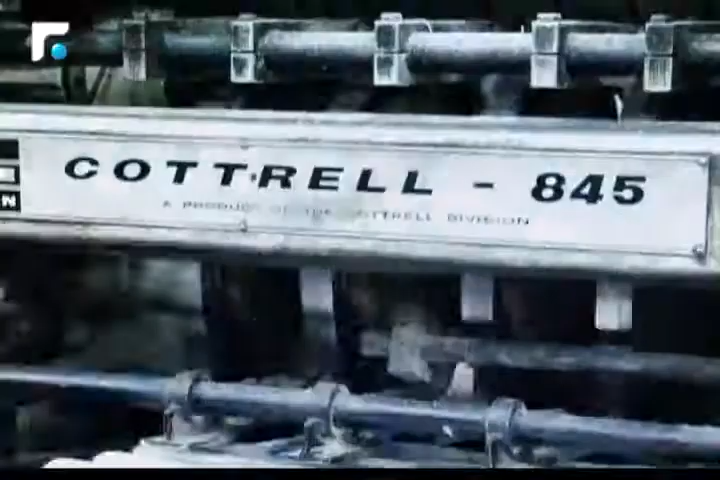 COTTRELL - 845
A PRODUCT OF THE COTTRELL DIVISION
N